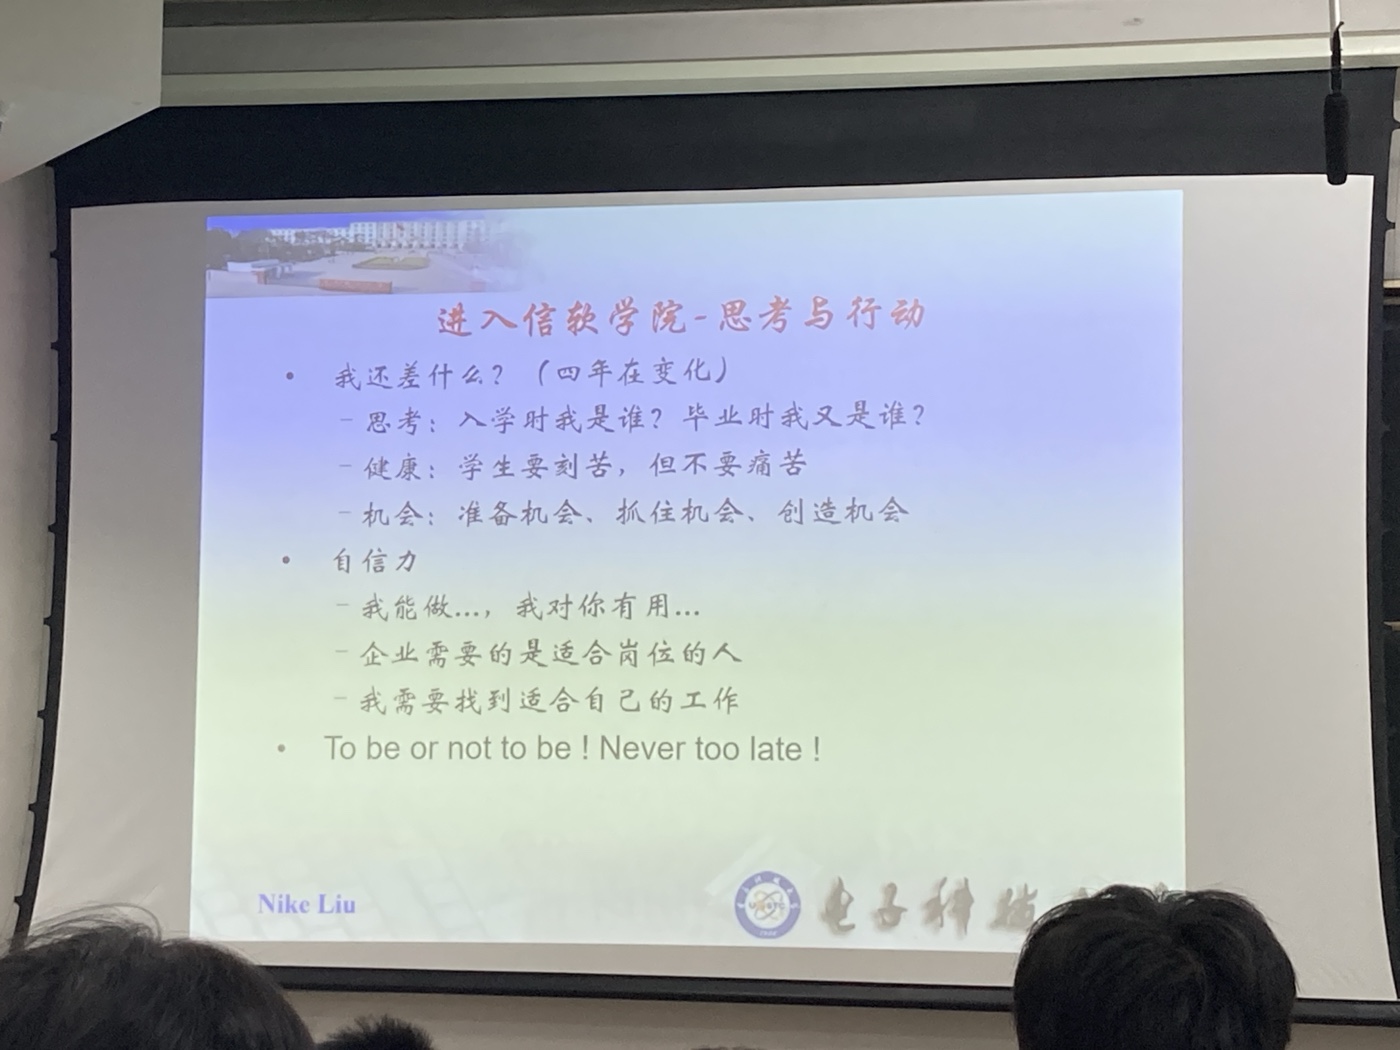 进入信软学院-思考与行动
• 我还差什么？（四年在变化）
– 思考：入学时我是谁？毕业时我又是谁？
– 健康：学生要刻苦，但不要痛苦
– 机会：准备机会、抓住机会、创造机会
• 自信力
– 我能做...，我对你有用...
– 企业需要的是适合岗位的人
– 我需要找到适合自己的工作
• To be or not to be ! Never too late !
Nike Liu
电子科技